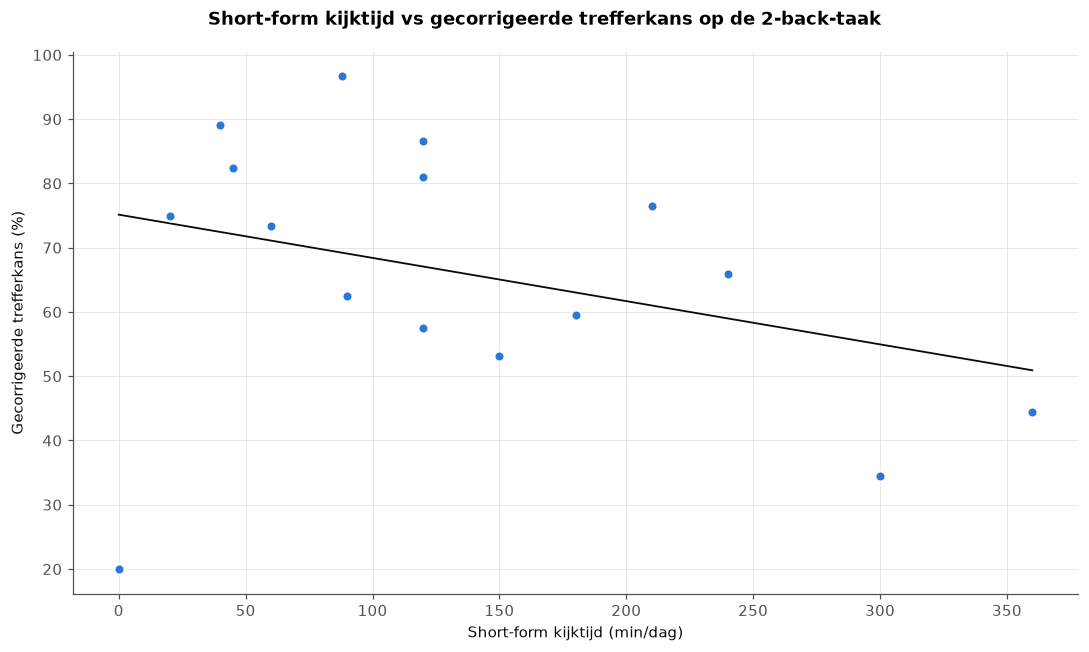 Short-form kijktijd vs gecorrigeerde trefferkans op de 2-back-taak
100
90
80
70
60
50
40
30
20
Gecorrigeerde trefferkans (%)
0 50 100 150 200 250 300 350
Short-form kijktijd (min/dag)